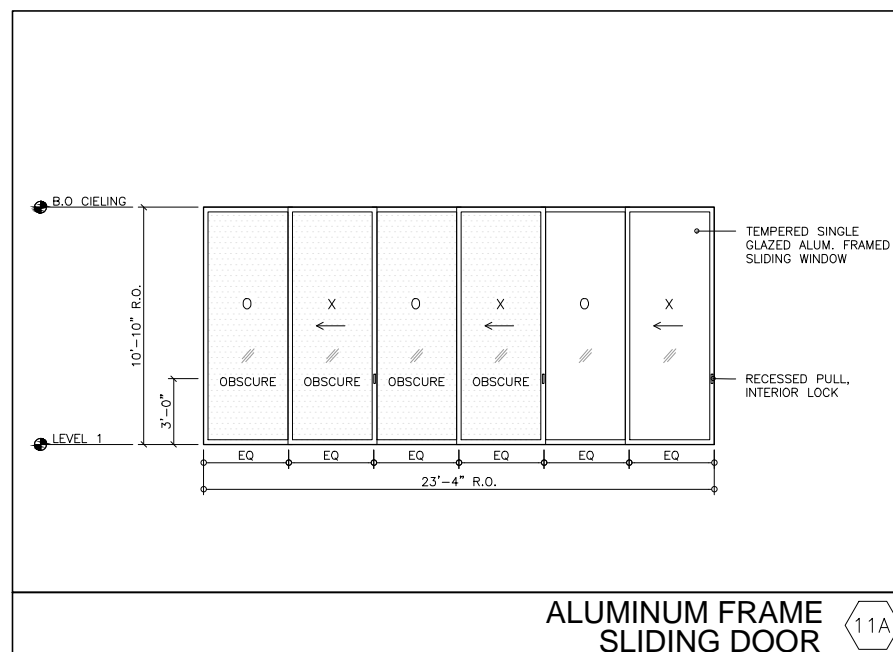 B.O CIELING
10'-10" R.O.
3'-0"
LEVEL 1
O X O X O X
OBSCURE OBSCURE OBSCURE OBSCURE
TEMPERED SINGLE
GLAZED ALUM. FRAMED
SLIDING WINDOW
RECESSED PULL,
INTERIOR LOCK
EQ EQ EQ EQ EQ EQ
23'-4" R.O.
ALUMINUM FRAME
SLIDING DOOR
11A